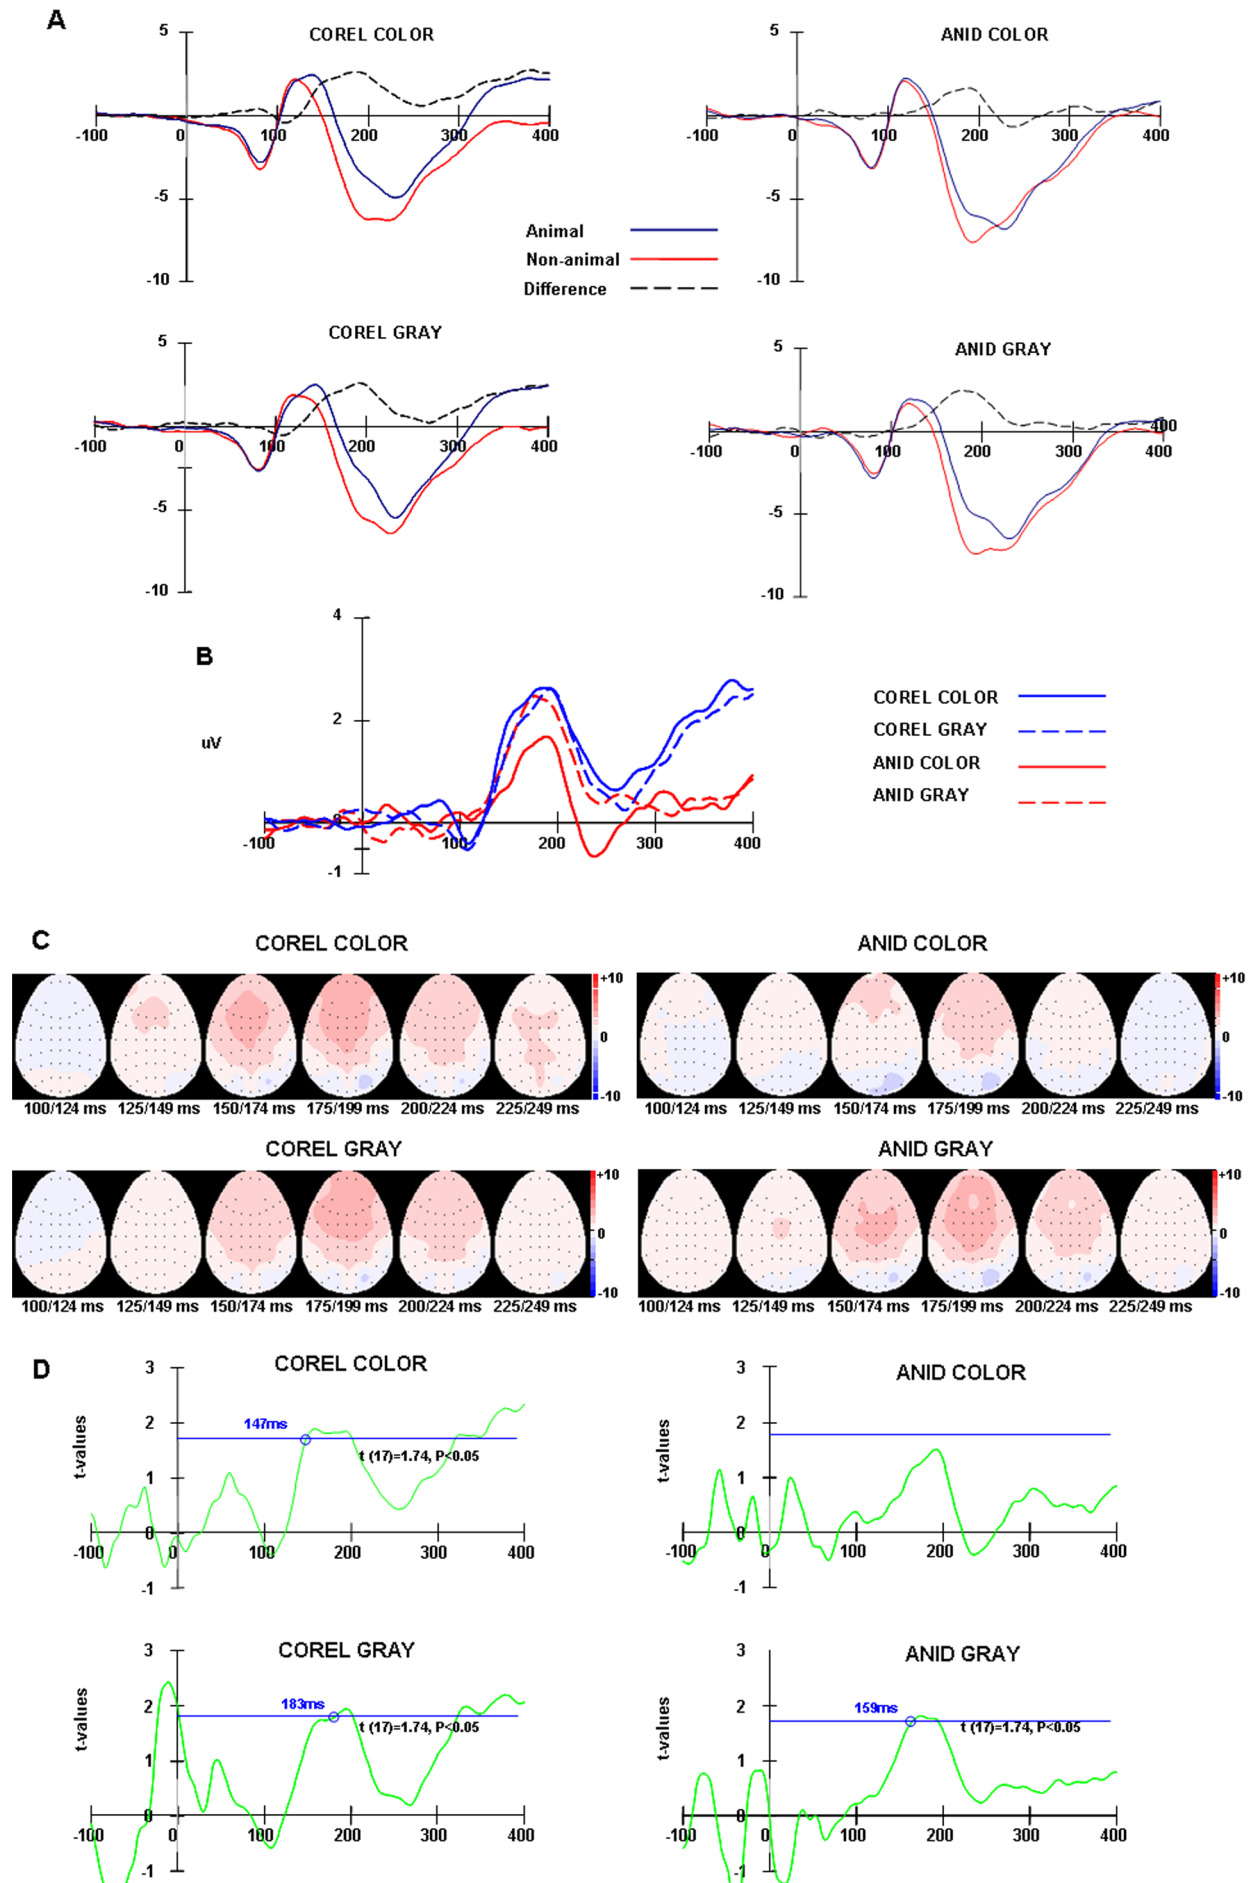 A
COREL COLOR
5
-100 0 100 200 300 400
-5
-10
ANID COLOR
5
-100 0 100 200 300 400
-5
-10
Animal
Non-animal
Difference
COREL GRAY
5
-100 0 100 200 300 400
-5
-10
ANID GRAY
5
400
-100 0 100 200 300 400
-5
-10
B
4
2
uV
0
-100 100 200 300 400
-1
COREL COLOR
COREL GRAY
ANID COLOR
ANID GRAY
C
COREL COLOR
+10
0
-10
100/124 ms 125/149 ms 150/174 ms 175/199 ms 200/224 ms 225/249 ms
ANID COLOR
+10
0
-10
100/124 ms 125/149 ms 150/174 ms 175/199 ms 200/224 ms 225/249 ms
COREL GRAY
+10
0
-10
100/124 ms 125/149 ms 150/174 ms 175/199 ms 200/224 ms 225/249 ms
ANID GRAY
+10
0
-10
100/124 ms 125/149 ms 150/174 ms 175/199 ms 200/224 ms 225/249 ms
D
COREL COLOR
t-values
3
2
147ms
t (17)=1.74, P<0.05
1
0
-100 0 100 200 300 400
-1
ANID COLOR
t-values
3
2
1
0
-100 0 100 200 300 400
-1
COREL GRAY
t-values
3
2
183ms
t (17)=1.74, P<0.05
1
0
-100 0 100 200 300 400
-1
ANID GRAY
t-values
3
2
159ms
t (17)=1.74, P<0.05
1
0
-100 0 100 200 300 400
-1